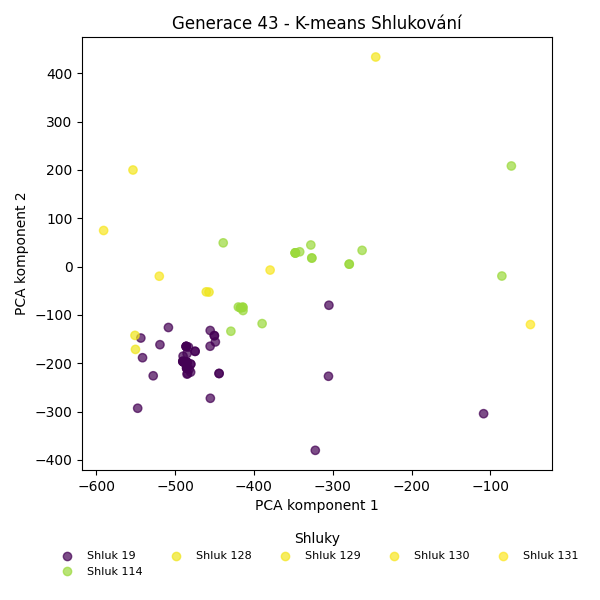 Generace 43 - K-means Shlukování
PCA komponent 2
400
300
200
100
0
−100
−200
−300
−400
−600
−500
−400
−300
−200
−100
PCA komponent 1
Shluky
Shluk 19
Shluk 128
Shluk 129
Shluk 130
Shluk 131
Shluk 114